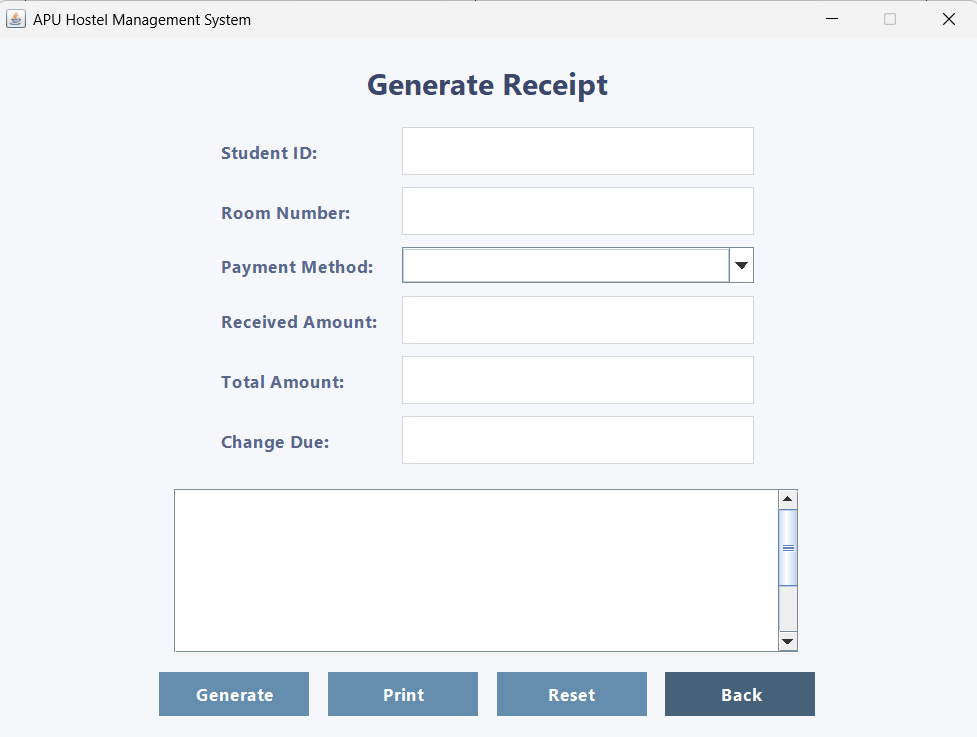 APU Hostel Management System
Generate Receipt
Student ID:
Room Number:
Payment Method:
Received Amount:
Total Amount:
Change Due:
Generate Print Reset Back